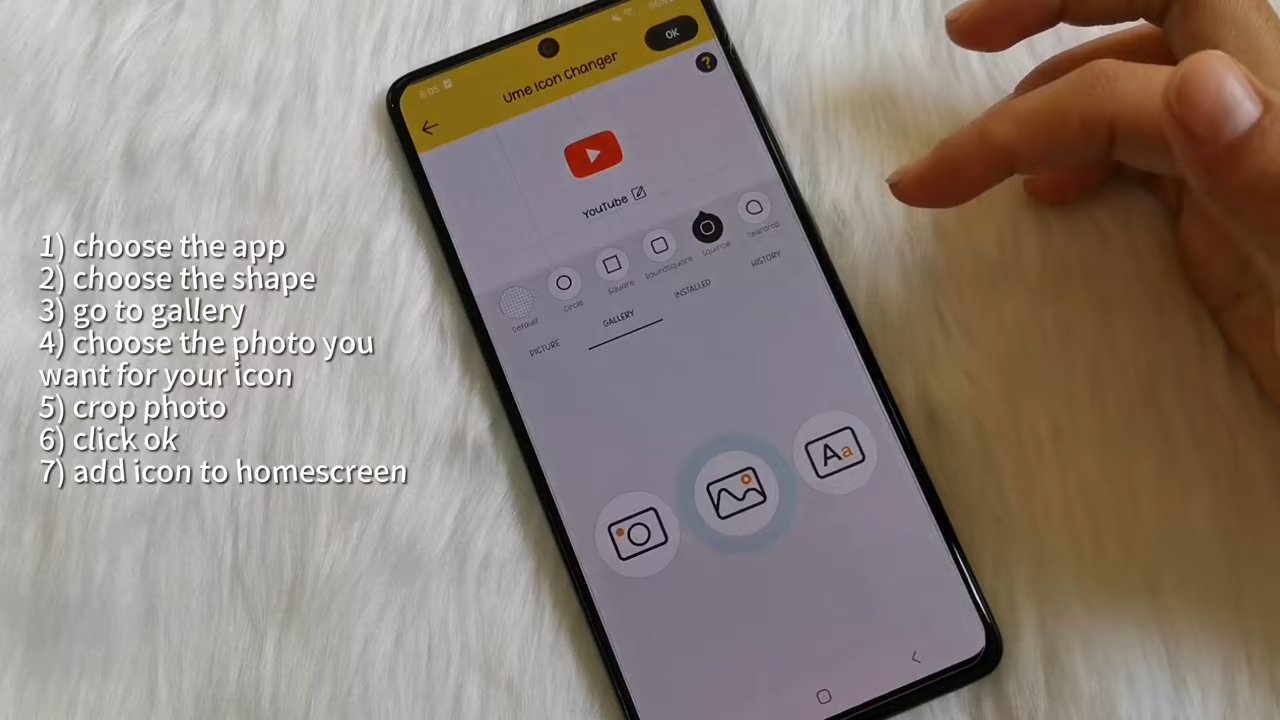 1) choose the app
2) choose the shape
3) go to gallery
4) choose the photo you
want for your icon
5) crop photo
6) click ok
7) add icon to homescreen
8:05
OK
Ume Icon Changer
?
YouTube
Default
Circle
Square
RoundSquare
Squircle
Teardrop
PICTURE
GALLERY
INSTALLED
HISTORY
Aa